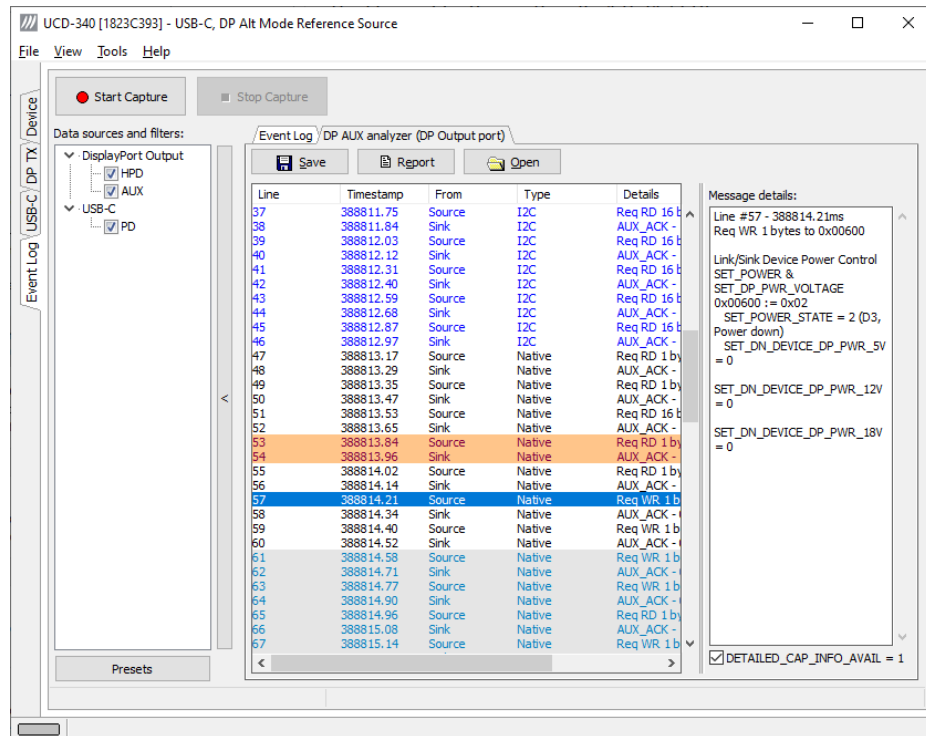 UCD-340 [1823C393] - USB-C, DP Alt Mode Reference Source
File View Tools Help
Device
DP TX
USB-C
Event Log
Start Capture
Stop Capture
Data sources and filters:
DisplayPort Output
HPD
AUX
USB-C
PD
<
Presets
Event Log DP AUX analyzer (DP Output port)
Save Report Open
Line Timestamp From Type Details
37 388811.75 Source I2C Req RD 16 b
38 388811.84 Sink I2C AUX_ACK -
39 388812.03 Source I2C Req RD 16 b
40 388812.12 Sink I2C AUX_ACK -
41 388812.31 Source I2C Req RD 16 b
42 388812.40 Sink I2C AUX_ACK -
43 388812.59 Source I2C Req RD 16 b
44 388812.68 Sink I2C AUX_ACK -
45 388812.87 Source I2C Req RD 16 b
46 388812.97 Sink I2C AUX_ACK -
47 388813.17 Source Native Req RD 1 by
48 388813.29 Sink Native AUX_ACK -
49 388813.35 Source Native Req RD 1 by
50 388813.47 Sink Native AUX_ACK -
51 388813.53 Source Native Req RD 16 b
52 388813.65 Sink Native AUX_ACK -
53 388813.84 Source Native Req RD 1 by
54 388813.96 Sink Native AUX_ACK -
55 388814.02 Source Native Req RD 1 by
56 388814.14 Sink Native AUX_ACK -
57 388814.21 Source Native Req WR 1 b
58 388814.34 Sink Native AUX_ACK - (
59 388814.40 Source Native Req WR 1 b
60 388814.52 Sink Native AUX_ACK - (
61 388814.58 Source Native Req WR 1 b
62 388814.71 Sink Native AUX_ACK - (
63 388814.77 Source Native Req WR 1 b
64 388814.90 Sink Native AUX_ACK - (
65 388814.96 Source Native Req RD 1 by
66 388815.08 Sink Native AUX_ACK -
67 388815.14 Source Native Req WR 1 b
Message details:
Line #57 - 388814.21ms
Req WR 1 bytes to 0x00600
Link/Sink Device Power Control
SET_POWER &
SET_DP_PWR_VOLTAGE
0x00600 := 0x02
SET_POWER_STATE = 2 (D3,
Power down)
SET_DN_DEVICE_DP_PWR_5V
= 0
SET_DN_DEVICE_DP_PWR_12V
= 0
SET_DN_DEVICE_DP_PWR_18V
= 0
DETAILED_CAP_INFO_AVAIL = 1